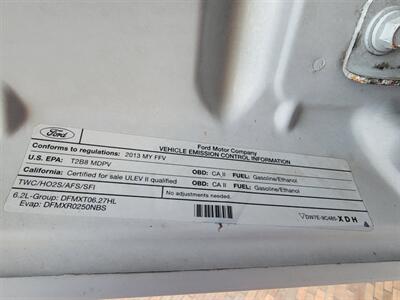 Ford
Ford Motor Company
VEHICLE EMISSION CONTROL INFORMATION
Conforms to regulations: 2013 MY FFV
U.S. EPA: T2B8 MDPV OBD: CA II FUEL: Gasoline/Ethanol
California: Certified for sale ULEV II qualified OBD: CA II FUEL: Gasoline/Ethanol
TWC/HO2S/AFS/SFI No adjustments needed.
6.2L-Group: DFMXT06.27HL
Evap: DFMXR0250NBS
DW7E-9C485-XDH